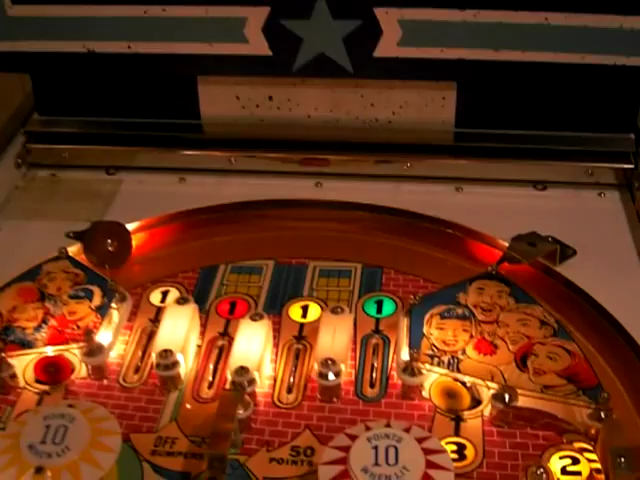 1 1 1 1
POINTS
10
WHEN LIT
OFF
BUMPERS
50
POINTS
POINTS
10
WHEN LIT
3
2